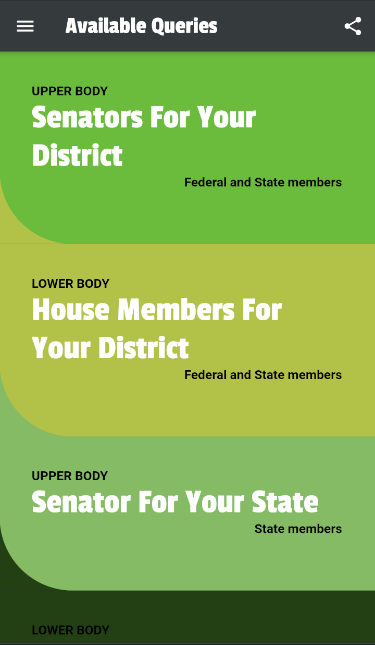 Available Queries
UPPER BODY
Senators For Your
District
Federal and State members
LOWER BODY
House Members For
Your District
Federal and State members
UPPER BODY
Senator For Your State
State members
LOWER BODY